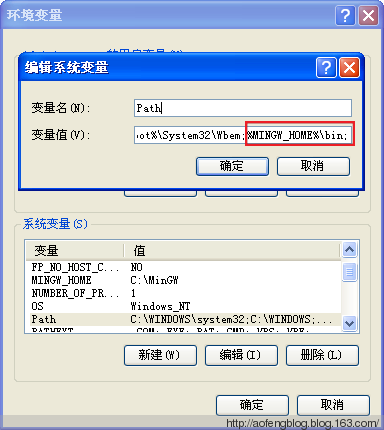 环境变量
编辑系统变量
变量名(N):
Path
变量值(V):
ot%\System32\Wbem;%MINGW_HOME%\bin;
确定
取消
系统变量(S)
变量
值
FP_NO_HOST_C...
NO
MINGW_HOME
C:\MinGW
NUMBER_OF_PR...
1
OS
Windows_NT
Path
C:\WINDOWS\system32;C:\WINDOWS;...
PATHEXT
.COM;.EXE;.BAT;.CMD;.VBS;.VBE;
新建(W)
编辑(I)
删除(L)
确定
取消
http://aofengblog.blog.163.com/